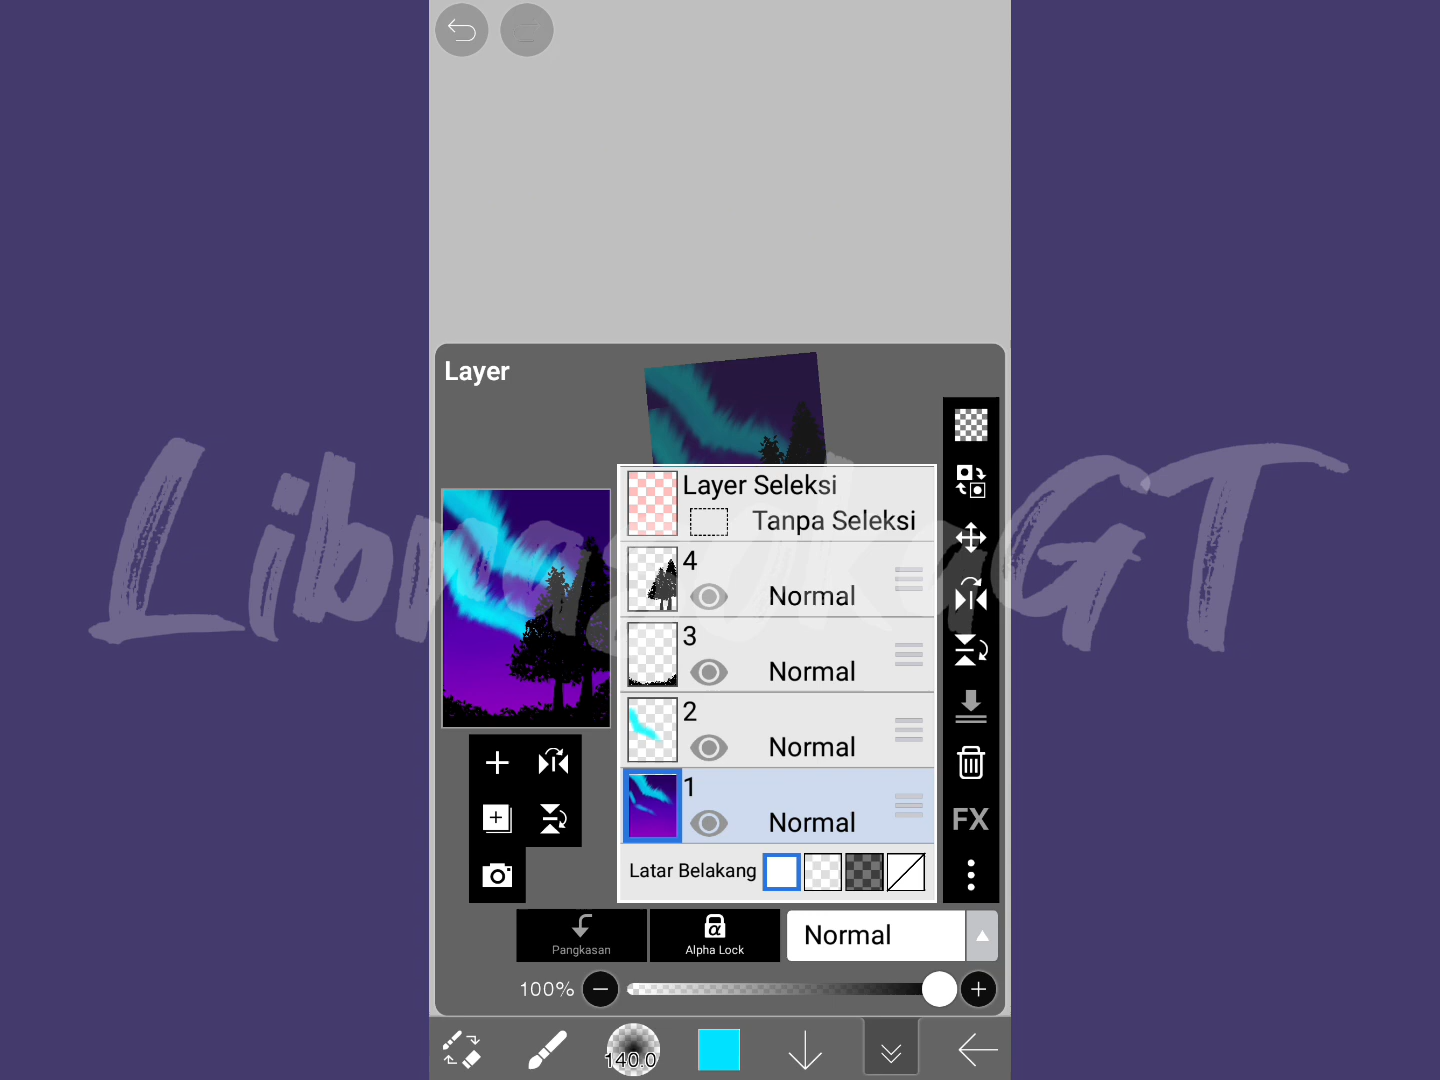 Layer
Layer Seleksi
Tanpa Seleksi
4
Normal
3
Normal
2
Normal
1
Normal
FX
Latar Belakang
Pangkasan
α
Alpha Lock
Normal
100%
140.0